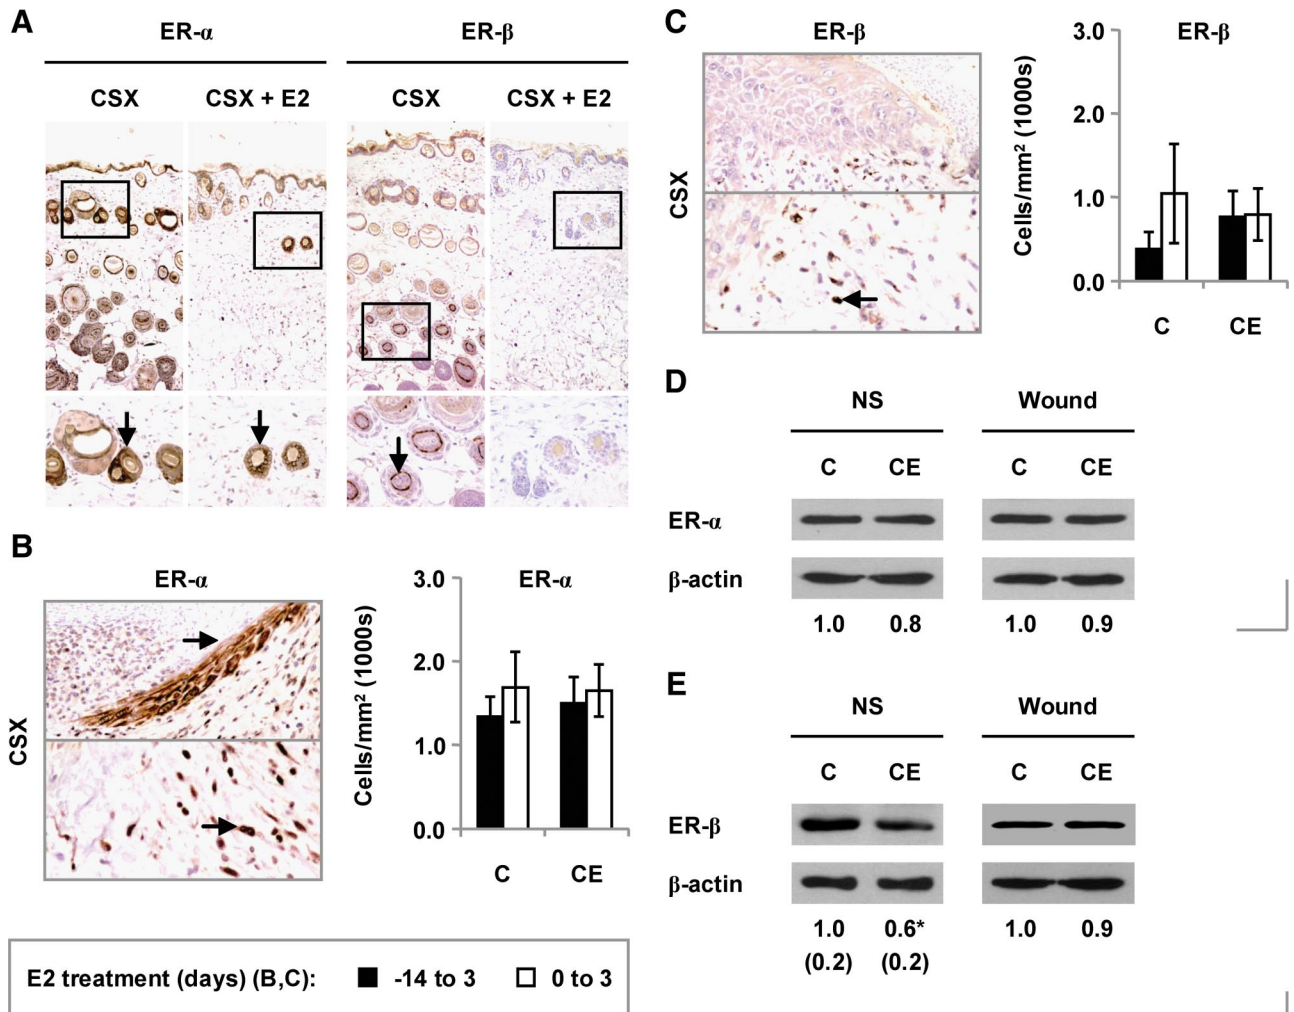 A
ER-α
ER-β
CSX
CSX + E2
CSX
CSX + E2
B
ER-α
CSX
ER-α
Cells/mm² (1000s)
3.0
2.0
1.0
0.0
C
CE
E2 treatment (days) (B,C):
-14 to 3
0 to 3
C
ER-β
CSX
ER-β
Cells/mm² (1000s)
3.0
2.0
1.0
0.0
C
CE
D
NS
Wound
C
CE
C
CE
ER-α
β-actin
1.0
0.8
1.0
0.9
E
NS
Wound
C
CE
C
CE
ER-β
β-actin
1.0
0.6*
1.0
0.9
(0.2)
(0.2)